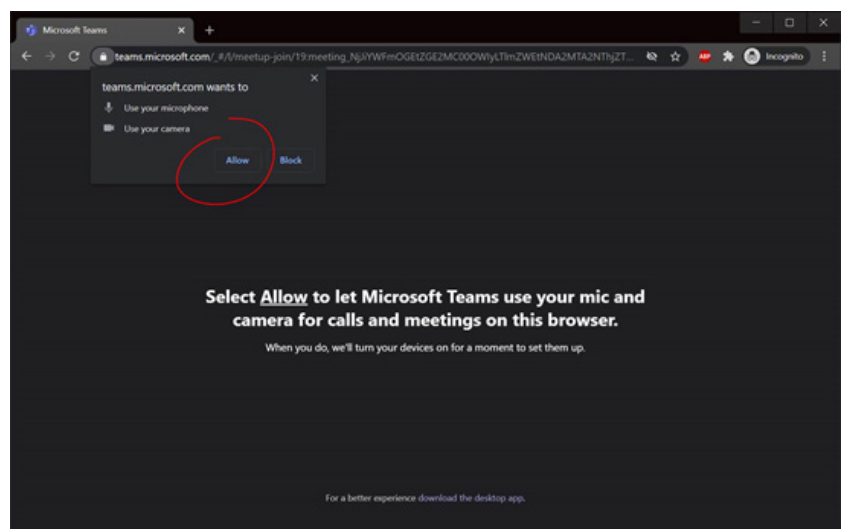 Microsoft Teams
teams.microsoft.com/_#/l/meetup-join/19:meeting_
ABP
Incognito
teams.microsoft.com wants to
Use your microphone
Use your camera
Allow
Block
Select Allow to let Microsoft Teams use your mic and
camera for calls and meetings on this browser.
When you do, we'll turn your devices on for a moment to set them up.
For a better experience download the desktop app.